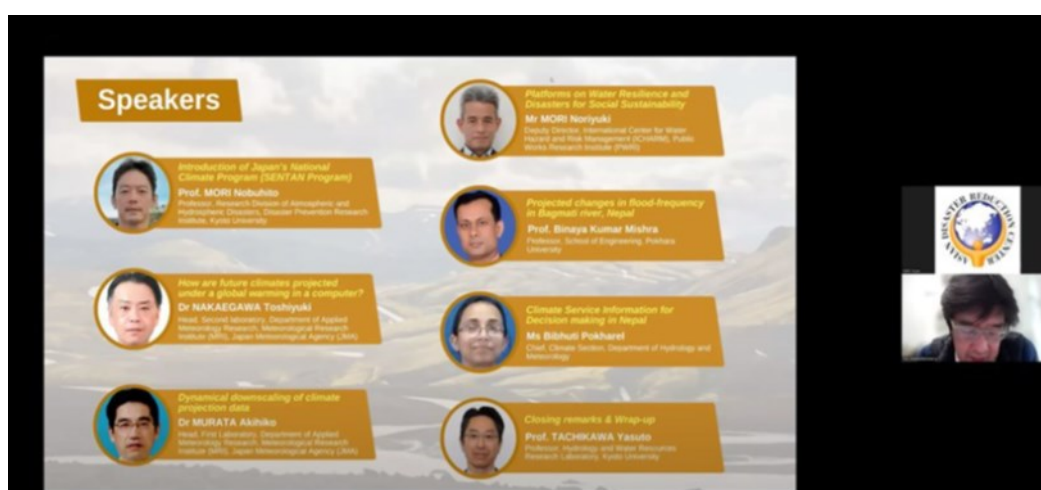 Speakers
Introduction of Japan's National
Climate Program (SENTAN Program)
Prof. MORI Nobuhito
Professor, Research Division of Atmospheric and
Hydrospheric Disasters, Disaster Prevention Research
Institute, Kyoto University
How are future climates projected
under a global warming in a computer?
Dr NAKAEGAWA Toshiyuki
Head, Second laboratory, Department of Applied
Meteorology Research, Meteorological Research
Institute (MRI), Japan Meteorological Agency (JMA)
Dynamical downscaling of climate
projection data
Dr MURATA Akihiko
Head, First Laboratory, Department of Applied
Meteorology Research, Meteorological Research
Institute (MRI), Japan Meteorological Agency (JMA)
Platforms on Water Resilience and
Disasters for Social Sustainability
Mr MORI Noriyuki
Deputy Director, International Center for Water
Hazard and Risk Management (ICHARM), Public
Works Research Institute (PWRI)
Projected changes in flood-frequency
in Bagmati river, Nepal
Prof. Binaya Kumar Mishra
Professor, School of Engineering, Pokhara
University
Climate Service Information for
Decision making in Nepal
Ms Bibhuti Pokharel
Chief, Climate Section, Department of Hydrology and
Meteorology
Closing remarks & Wrap-up
Prof. TACHIKAWA Yasuto
Professor, Hydrology and Water Resources
Research Laboratory, Kyoto University
ASIAN DISASTER REDUCTION CENTER